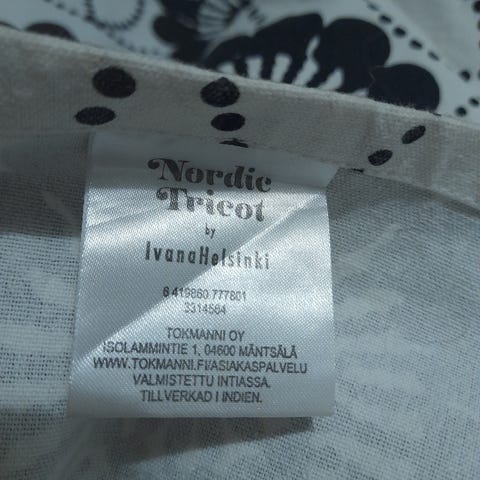 Nordic
Tricot
by
IvanaHelsinki
6 419860 777801
3314564
TOKMANNI OY
ISOLAMMINTIE 1, 04600 MÄNTSÄLÄ
WWW.TOKMANNI.FI/ASIAKASPALVELU
VALMISTETTU INTIASSA.
TILLVERKAD I INDIEN.